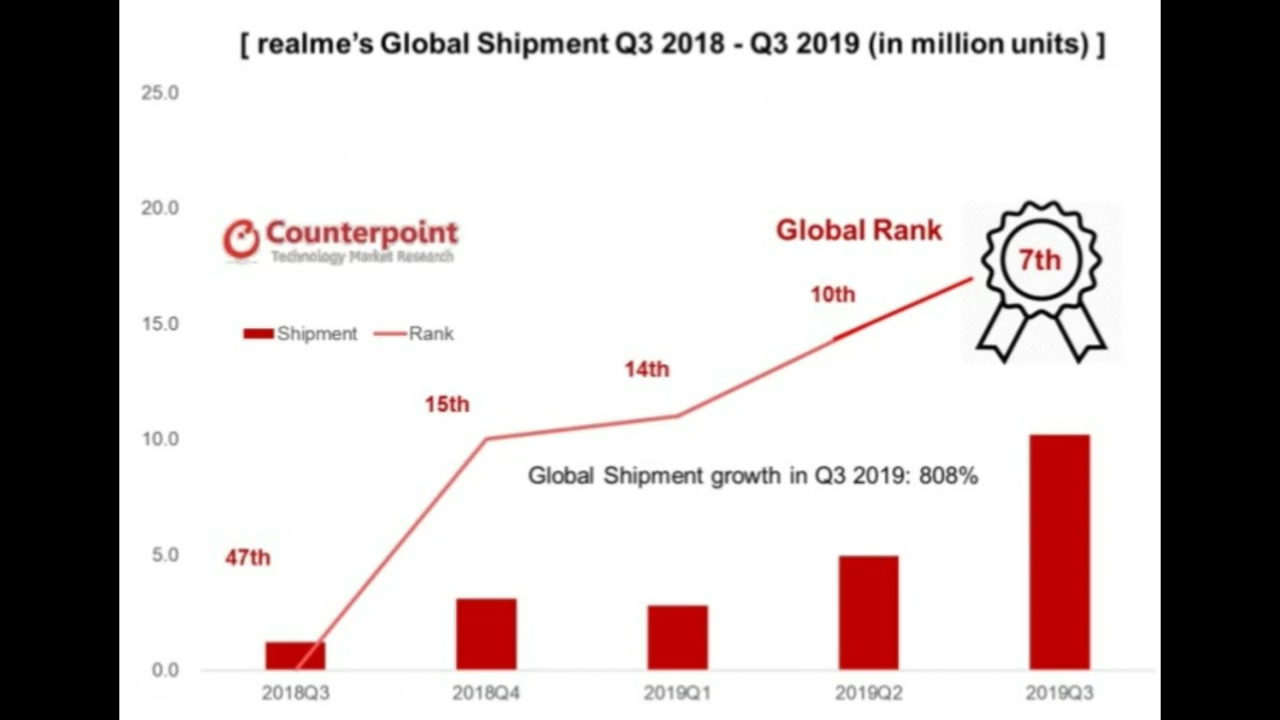 [ realme's Global Shipment Q3 2018 - Q3 2019 (in million units) ]
25.0
20.0
Counterpoint
Technology Market Research
Global Rank
7th
10th
15.0
Shipment
Rank
14th
15th
10.0
Global Shipment growth in Q3 2019: 808%
5.0
47th
0.0
2018Q3
2018Q4
2019Q1
2019Q2
2019Q3